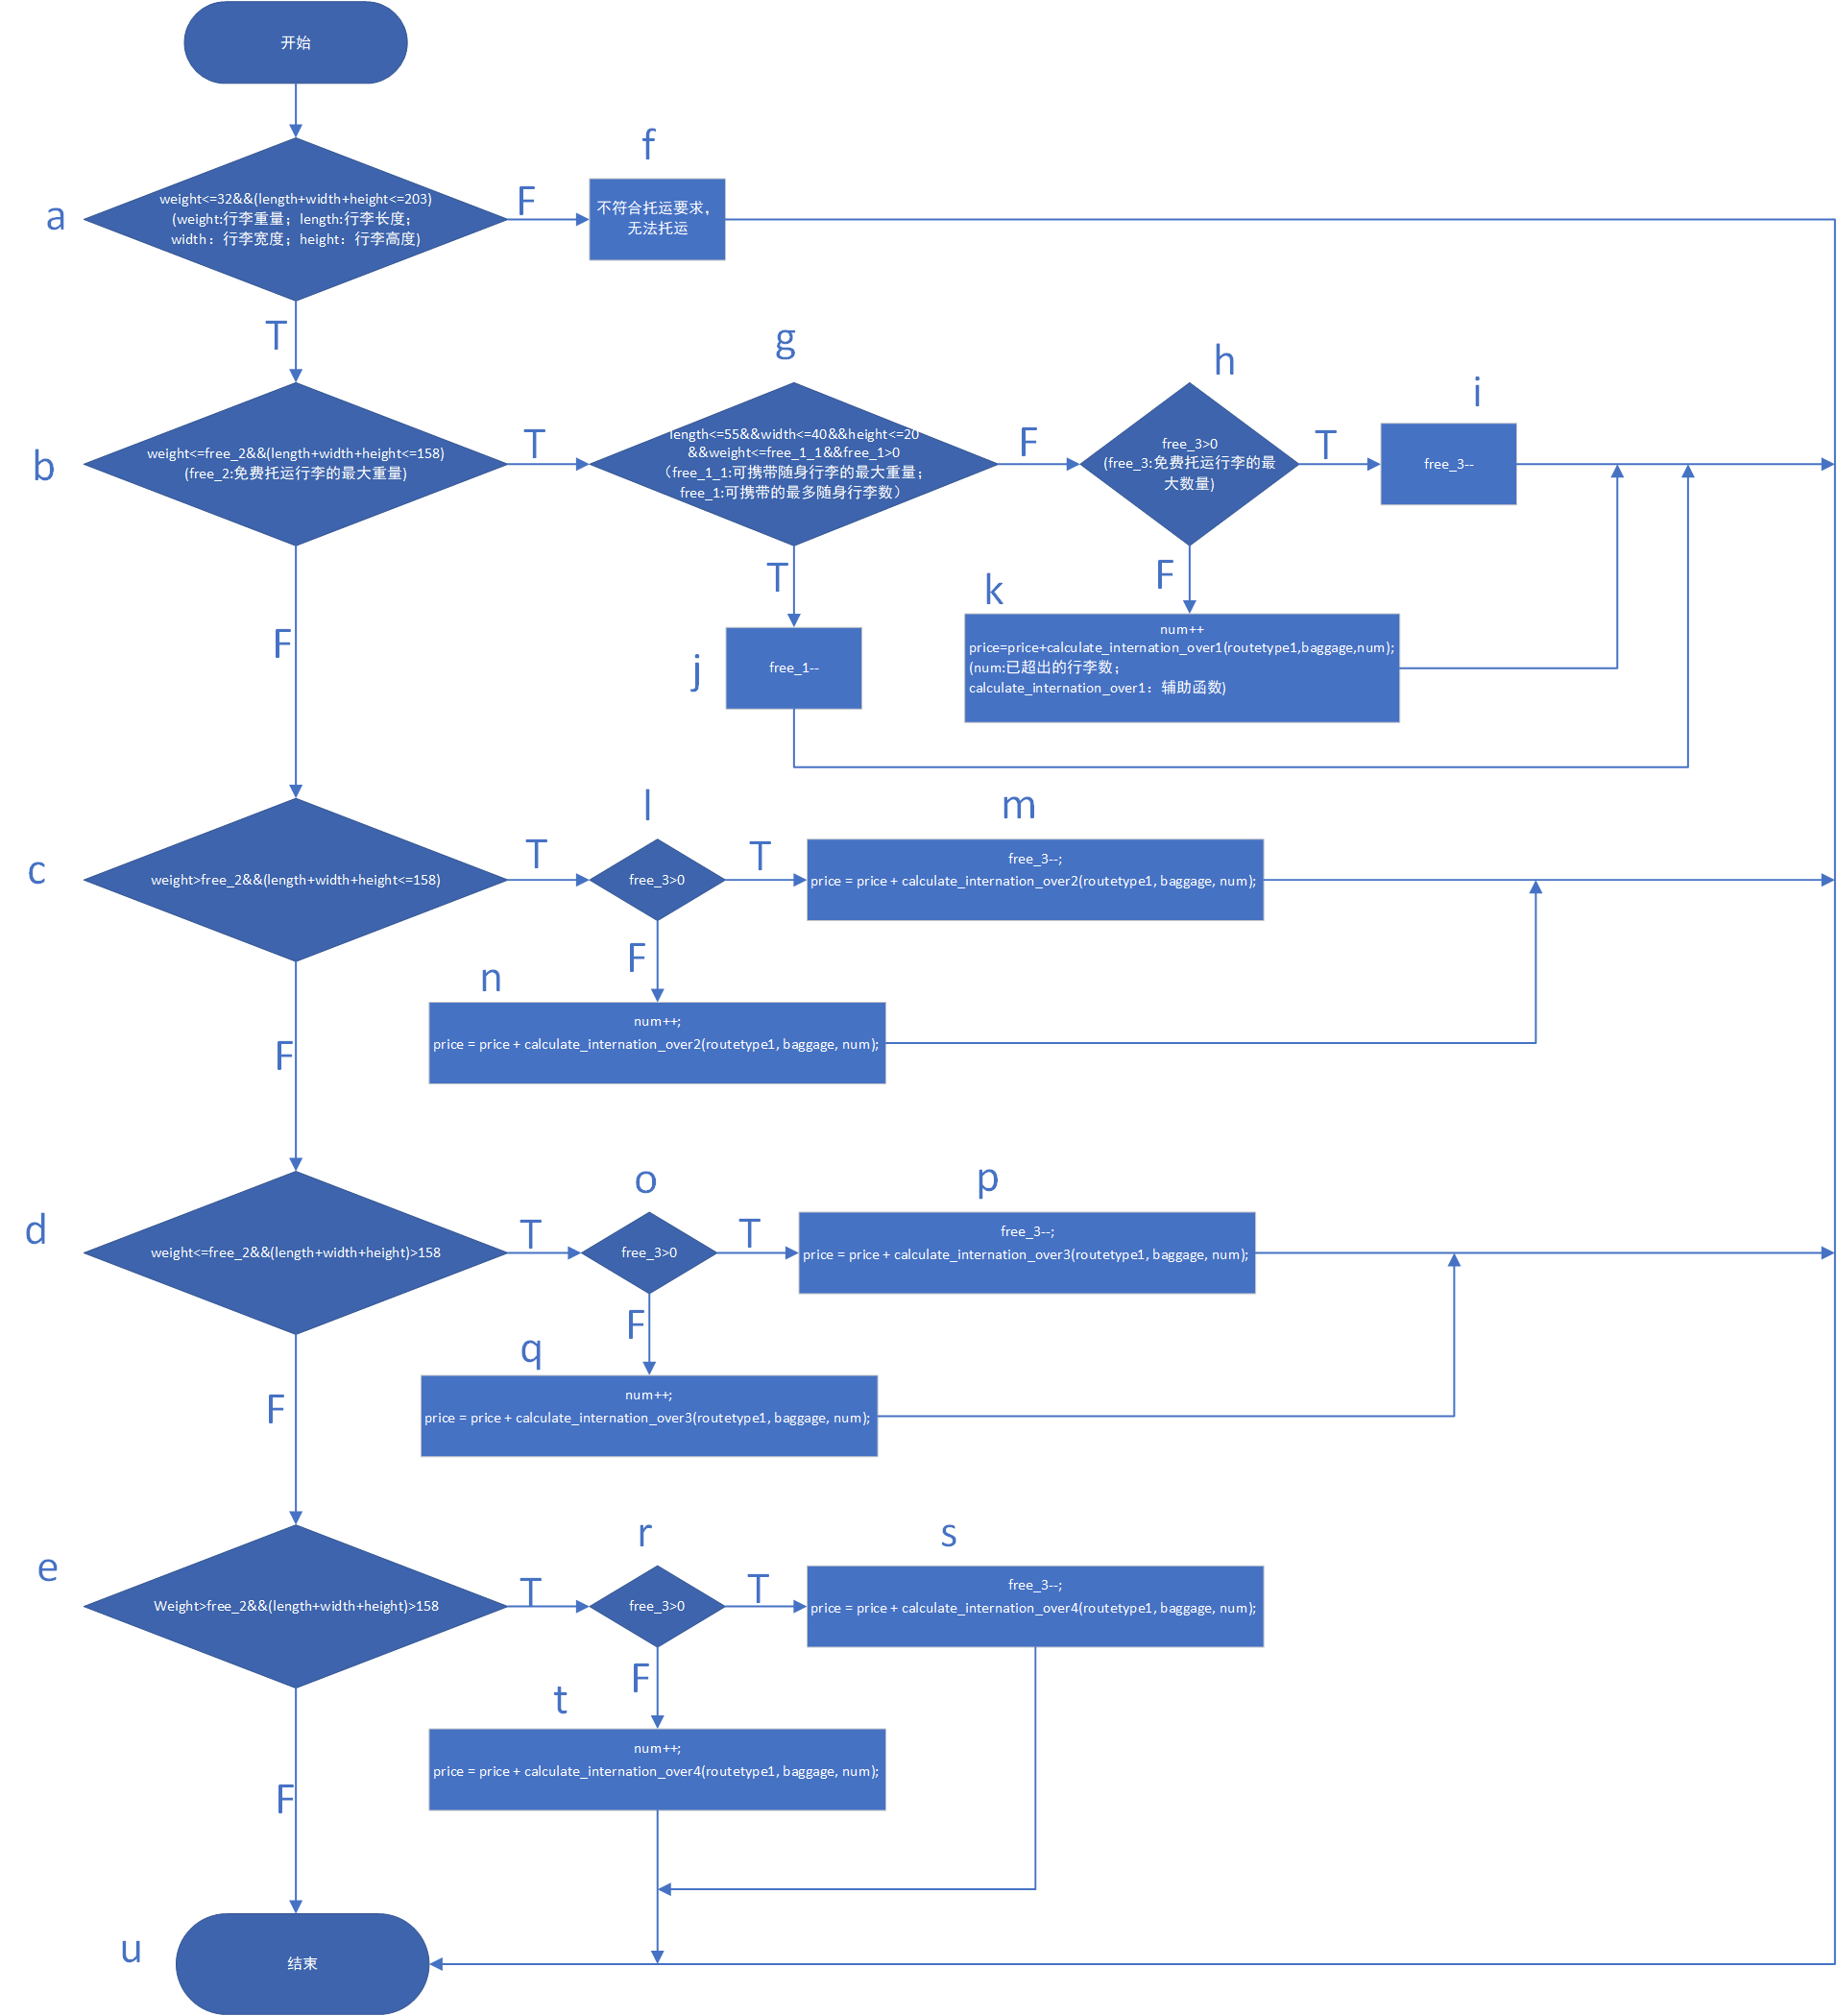 开始
f
a
weight<=32&&(length+width+height<=203)
(weight:行李重量；length:行李长度；
width：行李宽度；height：行李高度)
F
不符合托运要求，
无法托运
T
g
h
i
b
weight<=free_2&&(length+width+height<=158)
(free_2:免费托运行李的最大重量)
T
length<=55&&width<=40&&height<=20
&&weight<=free_1_1&&free_1>0
（free_1_1:可携带随身行李的最大重量；
free_1:可携带的最多随身行李数）
F
free_3>0
(free_3:免费托运行李的最
大数量)
T
free_3--
F
T
F
k
num++
price=price+calculate_internation_over1(routetype1,baggage,num);
(num:已超出的行李数；
calculate_internation_over1：辅助函数)
j
free_1--
l
m
c
weight>free_2&&(length+width+height<=158)
T
free_3>0
T
free_3--;
price = price + calculate_internation_over2(routetype1, baggage, num);
F
n
num++;
price = price + calculate_internation_over2(routetype1, baggage, num);
F
o
p
d
weight<=free_2&&(length+width+height)>158
T
free_3>0
T
free_3--;
price = price + calculate_internation_over3(routetype1, baggage, num);
F
q
num++;
price = price + calculate_internation_over3(routetype1, baggage, num);
F
r
s
e
Weight>free_2&&(length+width+height)>158
T
free_3>0
T
free_3--;
price = price + calculate_internation_over4(routetype1, baggage, num);
F
t
num++;
price = price + calculate_internation_over4(routetype1, baggage, num);
F
u
结束